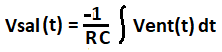 Vsal(t) = -1/RC ∫ Vent(t) dt